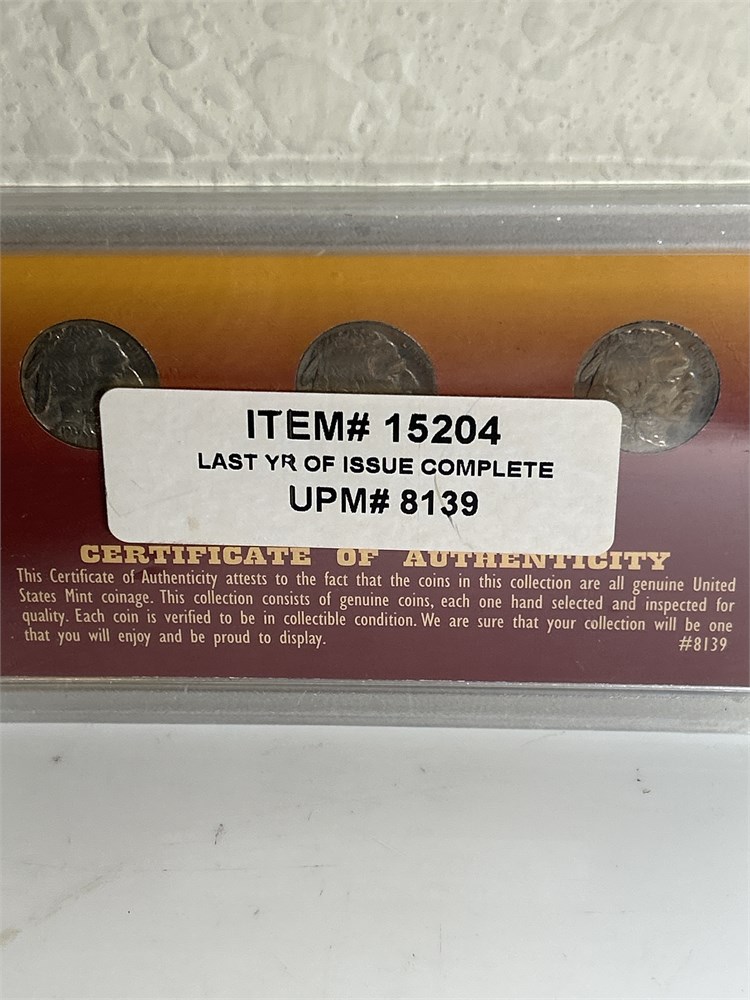 ITEM# 15204
LAST YR OF ISSUE COMPLETE
UPM# 8139
CERTIFICATE OF AUTHENTICITY
This Certificate of Authenticity attests to the fact that the coins in this collection are all genuine United
States Mint coinage. This collection consists of genuine coins, each one hand selected and inspected for
quality. Each coin is verified to be in collectible condition. We are sure that your collection will be one
that you will enjoy and be proud to display.
#8139